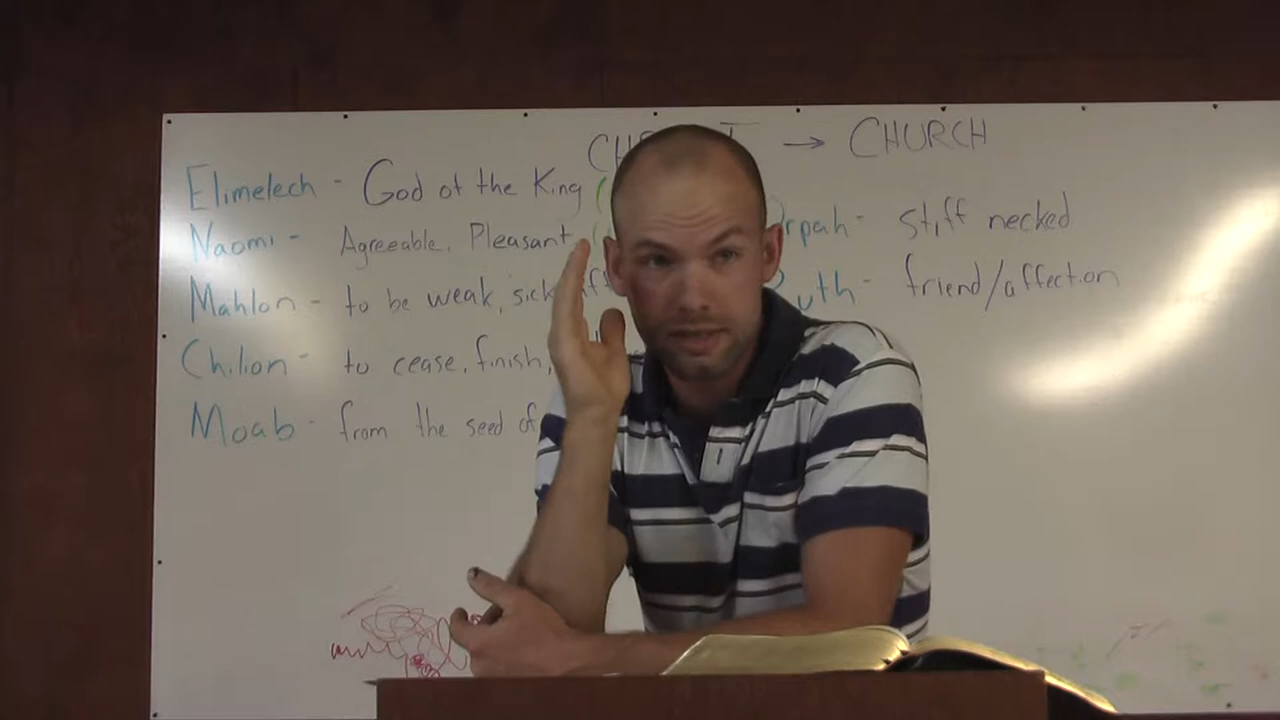 CHURCH
Elimelech - God of the King
Naomi - Agreeable, Pleasant
Mahlon - to be weak, sick
Chilion - to cease, finish,
Moab - from the seed of
rpah - stiff necked
uth - friend/affection